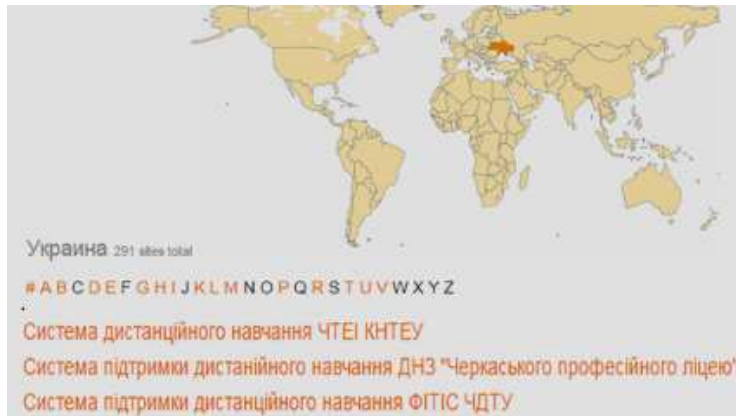 Украина 291 sites total
# A B C D E F G H I J K L M N O P Q R S T U V W X Y Z
Система дистанційного навчання ЧТЕІ КНТЕУ
Система підтримки дистанійного навчання ДНЗ "Черкаського професійного ліцею"
Система підтримки дистанційного навчання ФІТІС ЧДТУ